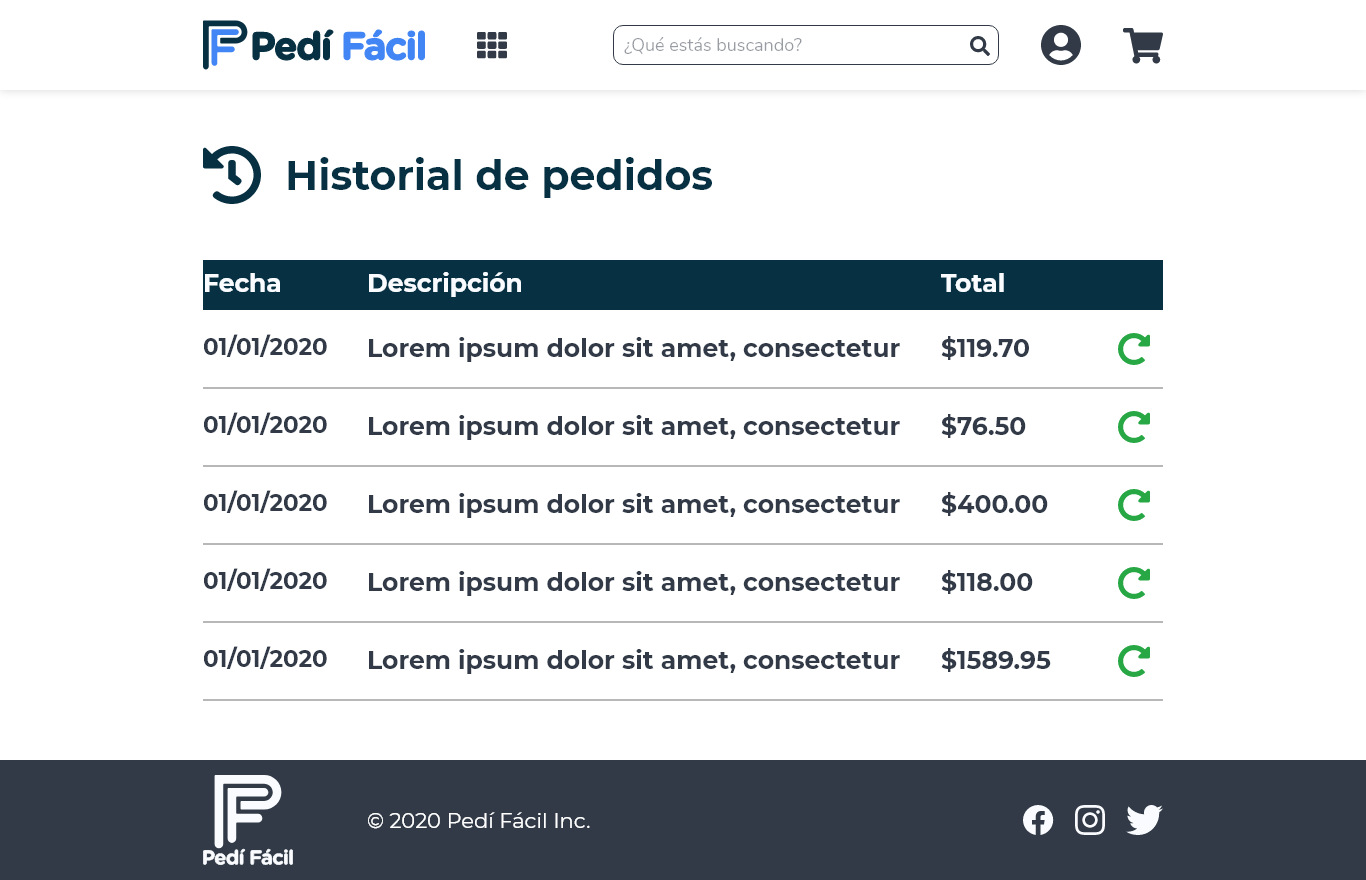 Pedí Fácil
¿Qué estás buscando?
Historial de pedidos
Fecha Descripción Total
01/01/2020 Lorem ipsum dolor sit amet, consectetur $119.70
01/01/2020 Lorem ipsum dolor sit amet, consectetur $76.50
01/01/2020 Lorem ipsum dolor sit amet, consectetur $400.00
01/01/2020 Lorem ipsum dolor sit amet, consectetur $118.00
01/01/2020 Lorem ipsum dolor sit amet, consectetur $1589.95
© 2020 Pedí Fácil Inc.
Pedí Fácil